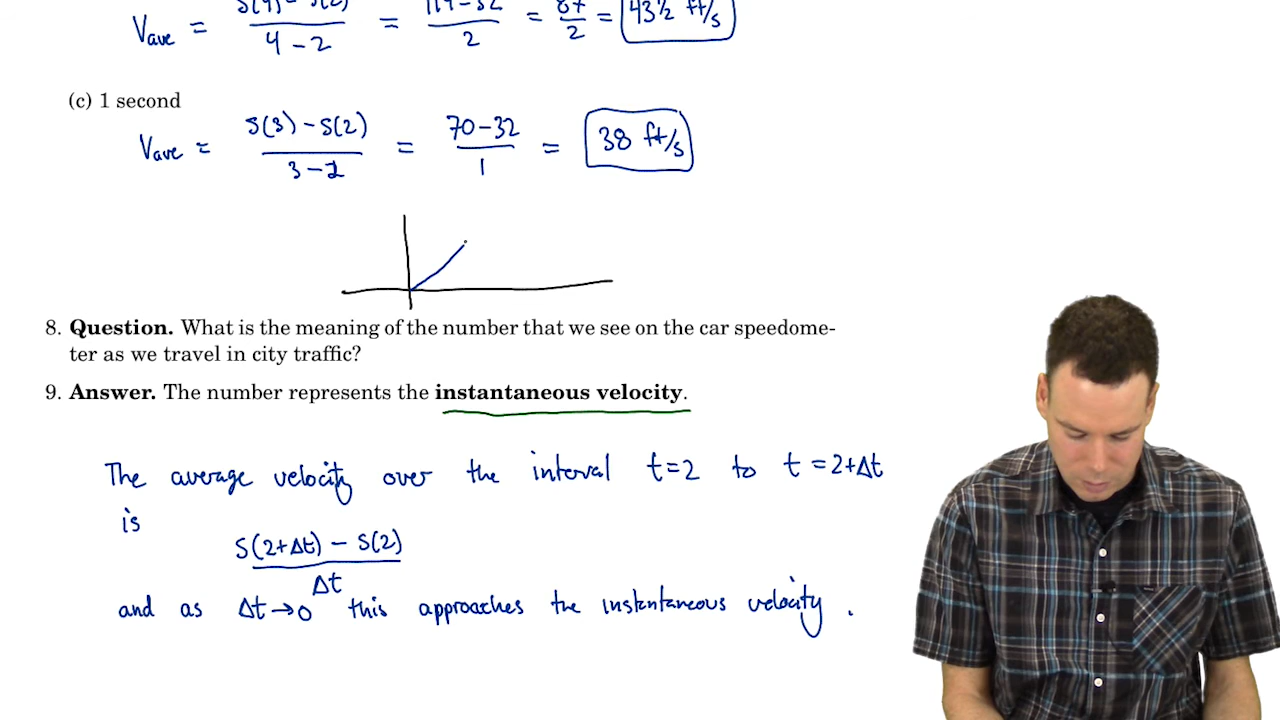 Vave = S(4) - S(2) / 4 - 2 = 119 - 32 / 2 = 87 / 2 = 43 1/2 ft/s
(c) 1 second
Vave = S(3) - S(2) / 3 - 2 = 70 - 32 / 1 = 38 ft/s
8. Question. What is the meaning of the number that we see on the car speedome-
ter as we travel in city traffic?
9. Answer. The number represents the instantaneous velocity.
The average velocity over the interval t=2 to t=2+Δt
is
S(2+Δt) - S(2)
Δt
and as Δt→0 this approaches the instantaneous velocity.